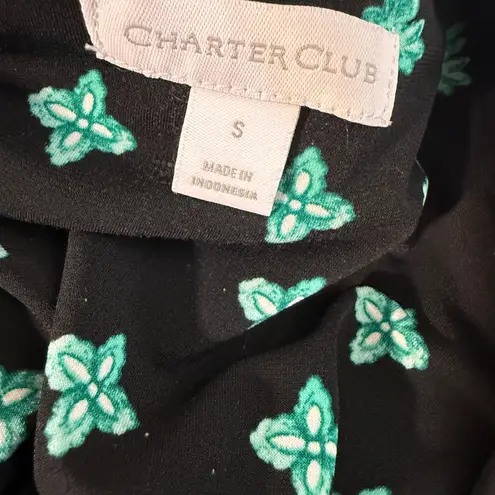 CHARTER CLUB
S
MADE IN
INDONESIA